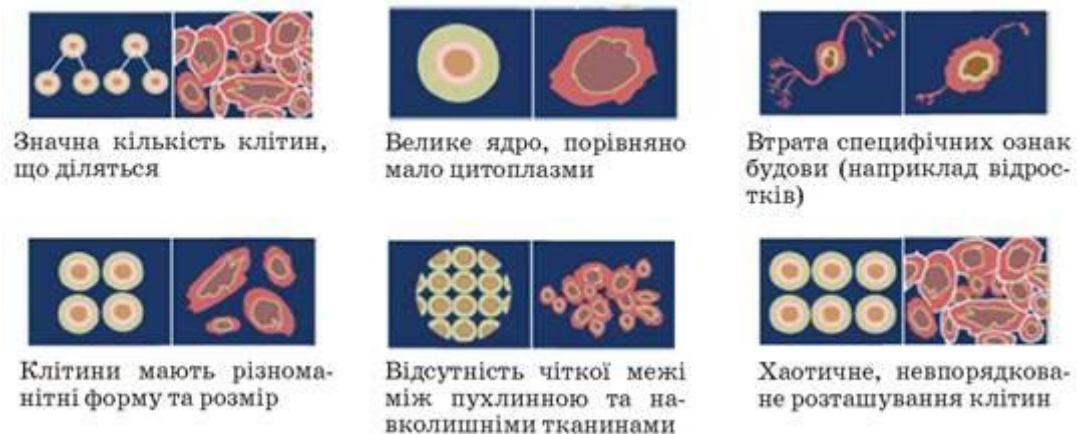 Значна кількість клітин,
що діляться
Велике ядро, порівняно
мало цитоплазми
Втрата специфічних ознак
будови (наприклад відрос-
тків)
Клітини мають різнома-
нітні форму та розмір
Відсутність чіткої межі
між пухлинною та на-
вколишніми тканинами
Хаотичне, невпорядкова-
не розташування клітин